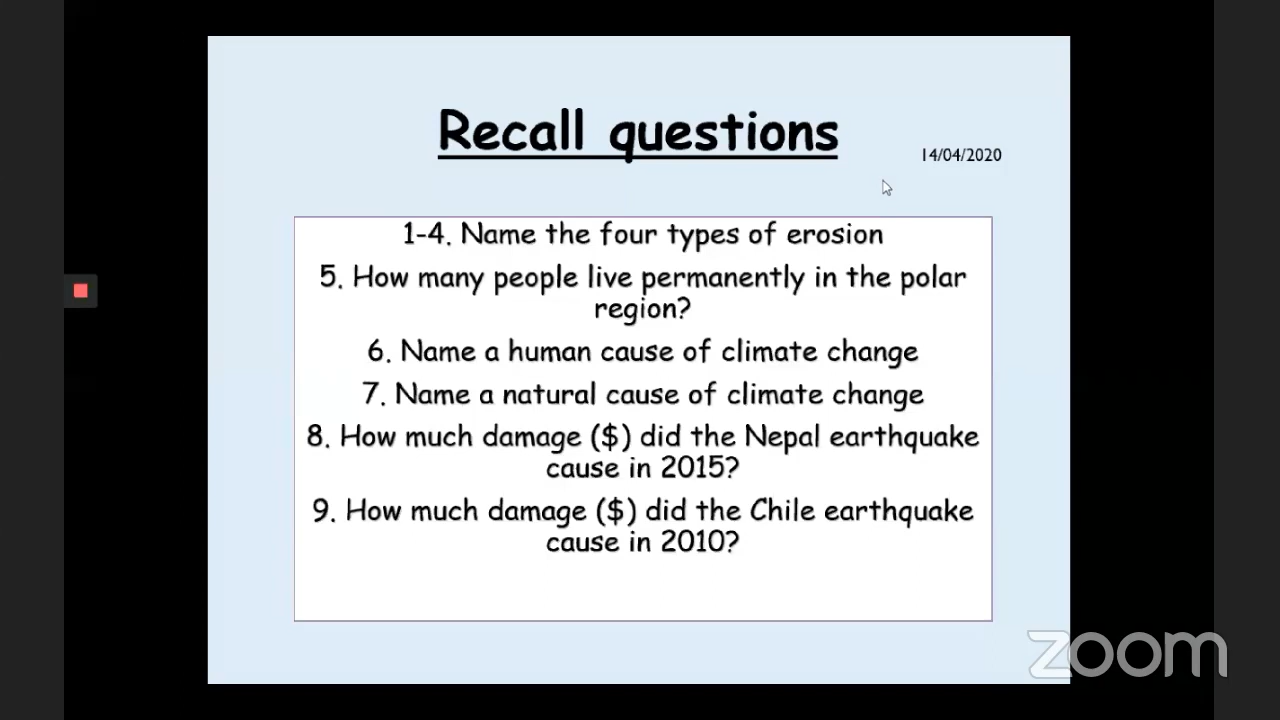 Recall questions
14/04/2020
1-4. Name the four types of erosion
5. How many people live permanently in the polar
region?
6. Name a human cause of climate change
7. Name a natural cause of climate change
8. How much damage ($) did the Nepal earthquake
cause in 2015?
9. How much damage ($) did the Chile earthquake
cause in 2010?
zoom